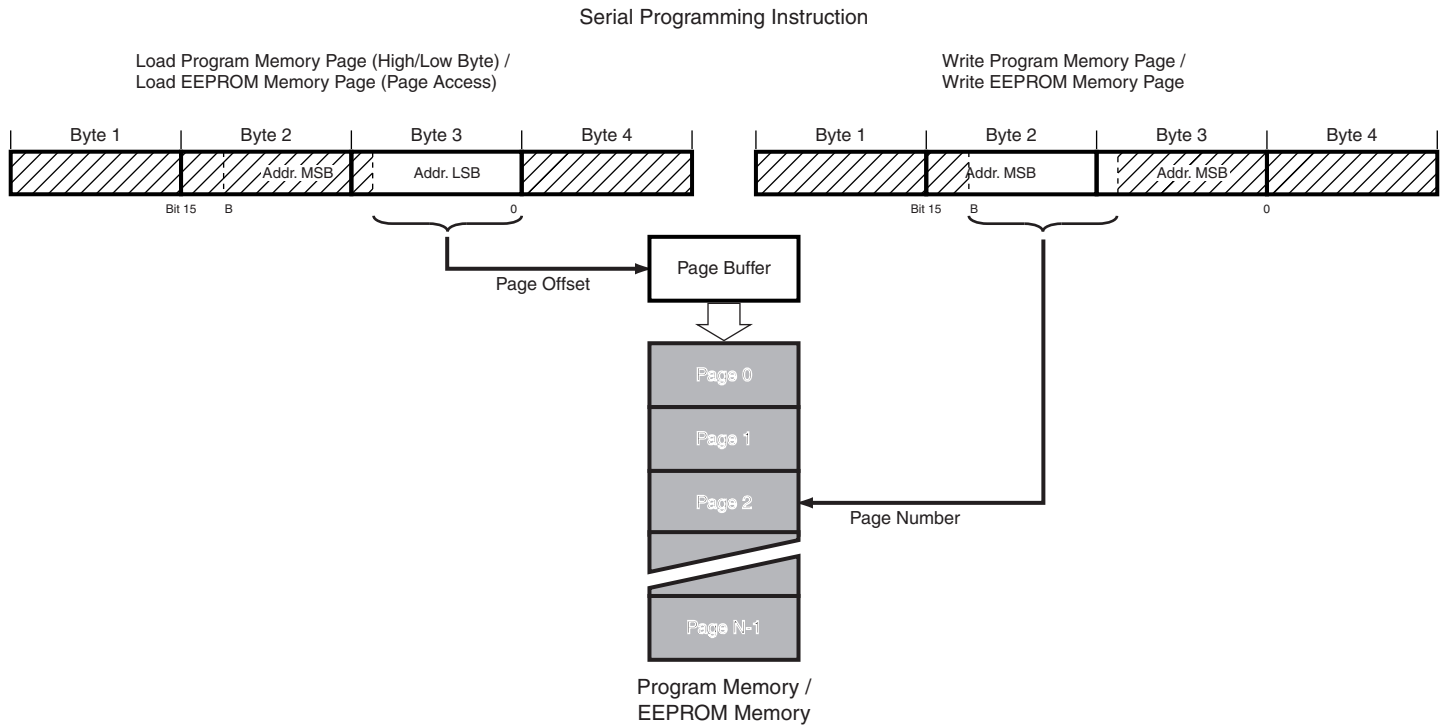 Serial Programming Instruction
Load Program Memory Page (High/Low Byte) /
Load EEPROM Memory Page (Page Access)
Write Program Memory Page /
Write EEPROM Memory Page
Byte 1 Byte 2 Byte 3 Byte 4
Byte 1 Byte 2 Byte 3 Byte 4
Addr. MSB Addr. LSB
Addr. MSB Addr. MSB
Bit 15 B 0
Bit 15 B 0
Page Buffer
Page Offset
Page 0
Page 1
Page 2
Page Number
Page N-1
Program Memory /
EEPROM Memory